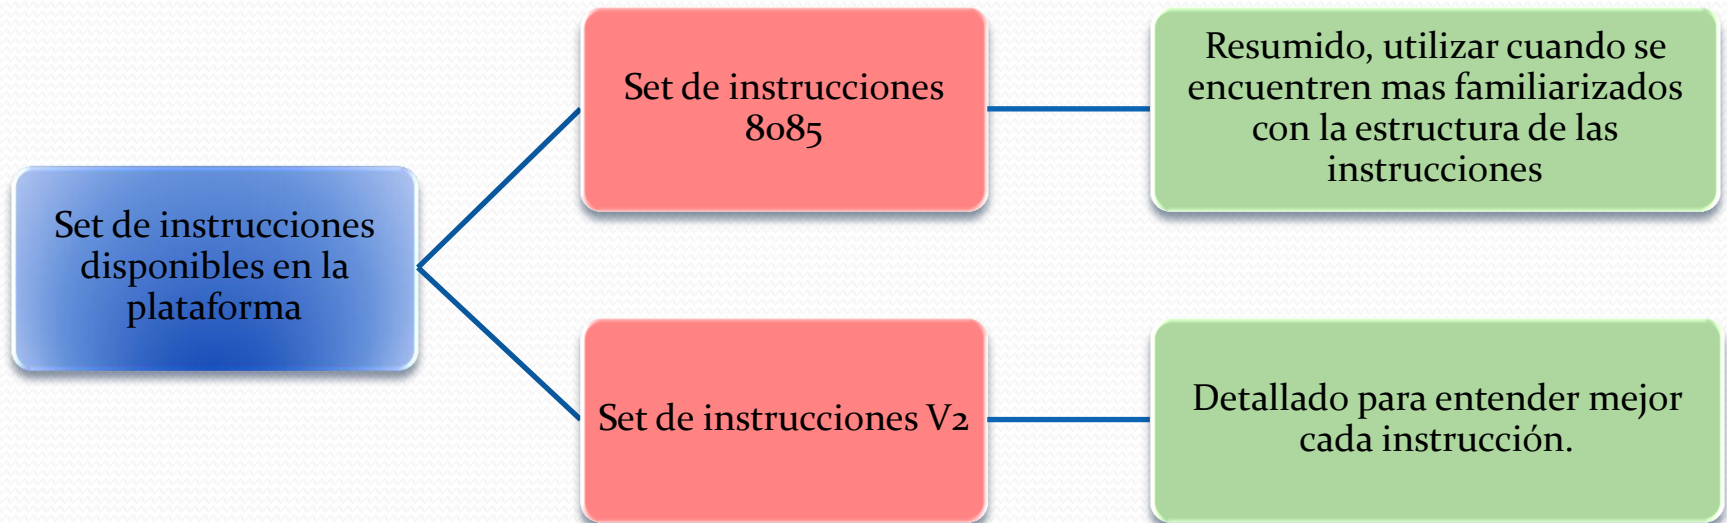 Set de instrucciones
disponibles en la
plataforma
Set de instrucciones
8085
Resumido, utilizar cuando se
encuentren mas familiarizados
con la estructura de las
instrucciones
Set de instrucciones V2
Detallado para entender mejor
cada instrucción.